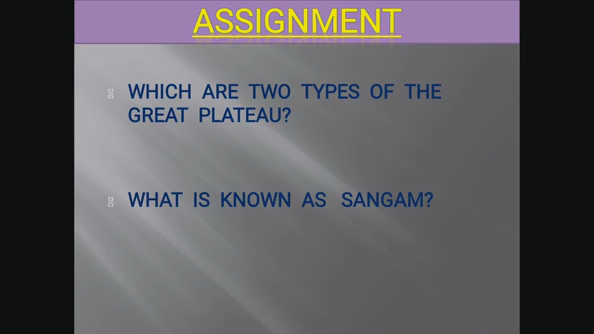 ASSIGNMENT
WHICH ARE TWO TYPES OF THE
GREAT PLATEAU?
WHAT IS KNOWN AS SANGAM?